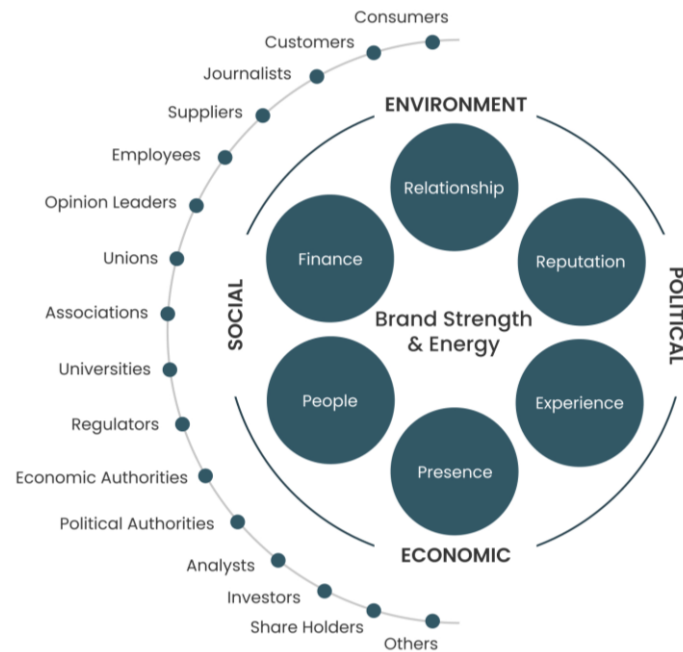 Consumers
Customers
Journalists
Suppliers
Employees
Opinion Leaders
Unions
Associations
Universities
Regulators
Economic Authorities
Political Authorities
Analysts
Investors
Share Holders
Others
ENVIRONMENT
SOCIAL
POLITICAL
ECONOMIC
Relationship
Finance
Reputation
Brand Strength
& Energy
People
Experience
Presence